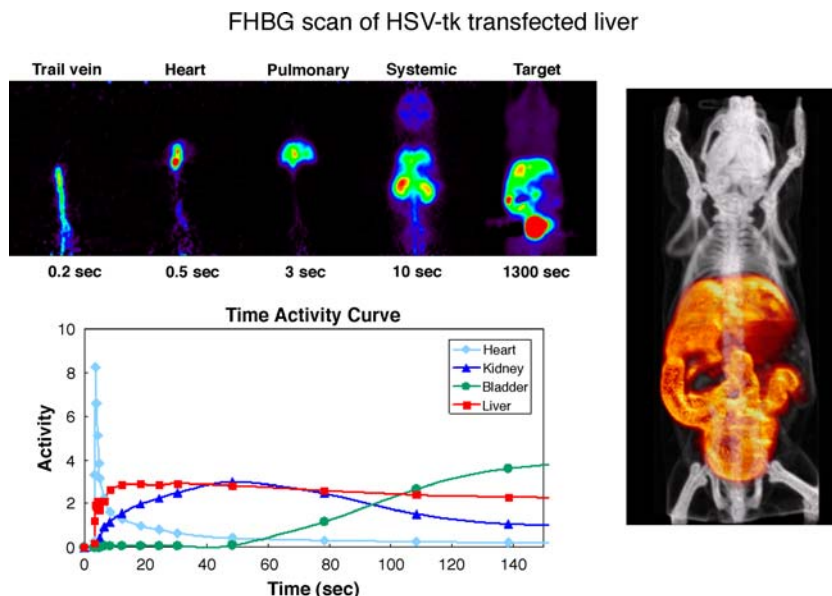 FHBG scan of HSV-tk transfected liver
Trail vein Heart Pulmonary Systemic Target
0.2 sec 0.5 sec 3 sec 10 sec 1300 sec
Time Activity Curve
Heart
Kidney
Bladder
Liver
Activity
10
8
6
4
2
0
0 20 40 60 80 100 120 140
Time (sec)